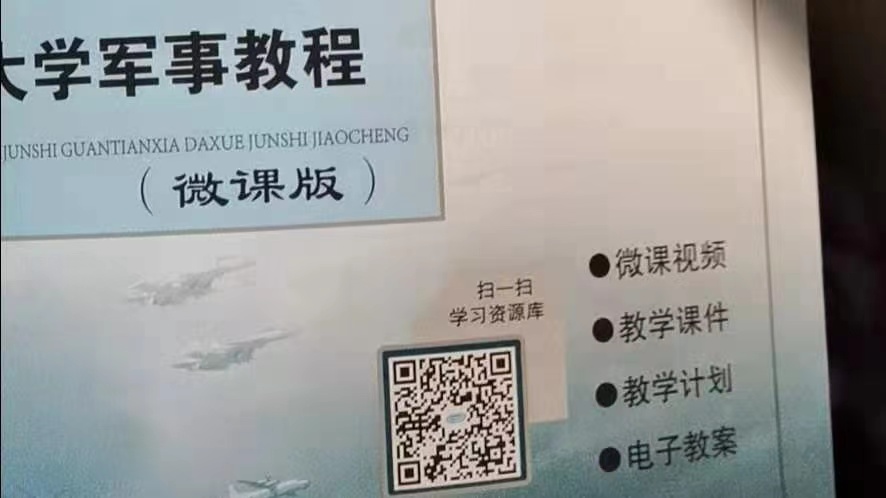 大学军事教程
JUNSHI GUANTIANXIA DAXUE JUNSHI JIAOCHENG
（微课版）
扫一扫
学习资源库
●微课视频
●教学课件
●教学计划
●电子教案